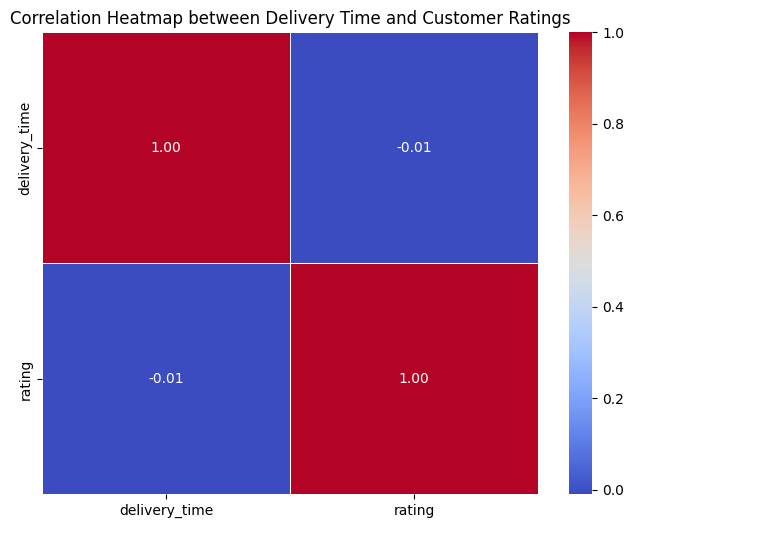 Correlation Heatmap between Delivery Time and Customer Ratings
delivery_time
1.00
-0.01
rating
-0.01
1.00
delivery_time
rating
1.0
0.8
0.6
0.4
0.2
0.0